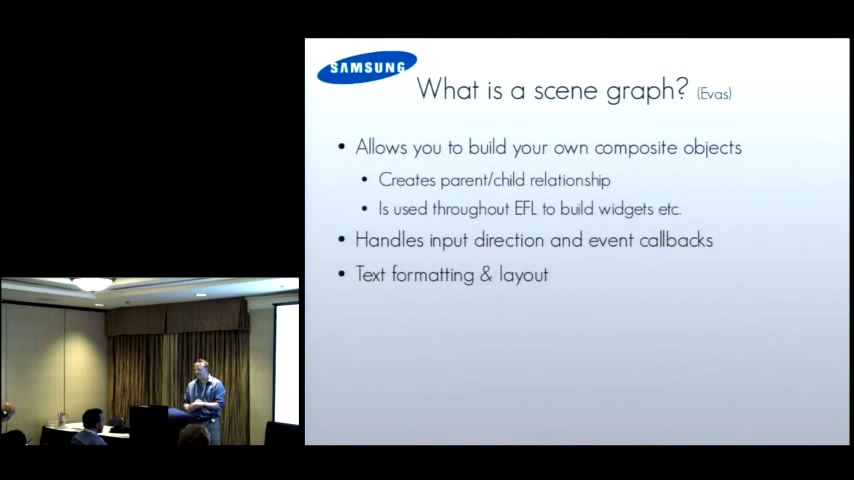 SAMSUNG
What is a scene graph? (Evas)
• Allows you to build your own composite objects
• Creates parent/child relationship
• Is used throughout EFL to build widgets etc.
• Handles input direction and event callbacks
• Text formatting & layout